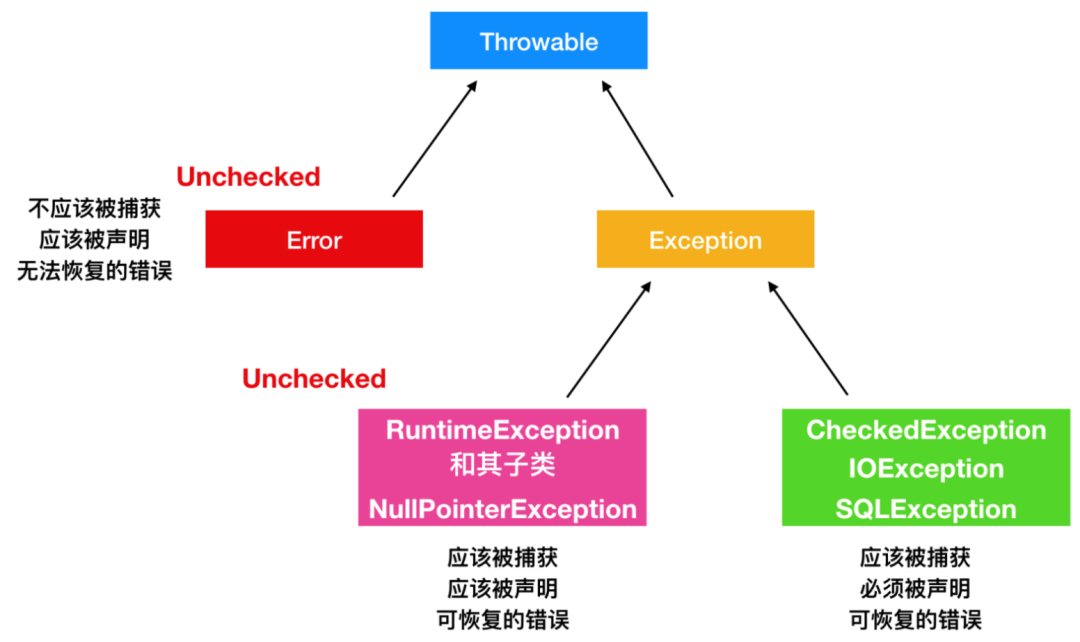 Throwable
Unchecked
不应该被捕获
应该被声明
无法恢复的错误
Error
Exception
Unchecked
RuntimeException
和其子类
NullPointerException
CheckedException
IOException
SQLException
应该被捕获
应该被声明
可恢复的错误
应该被捕获
必须被声明
可恢复的错误